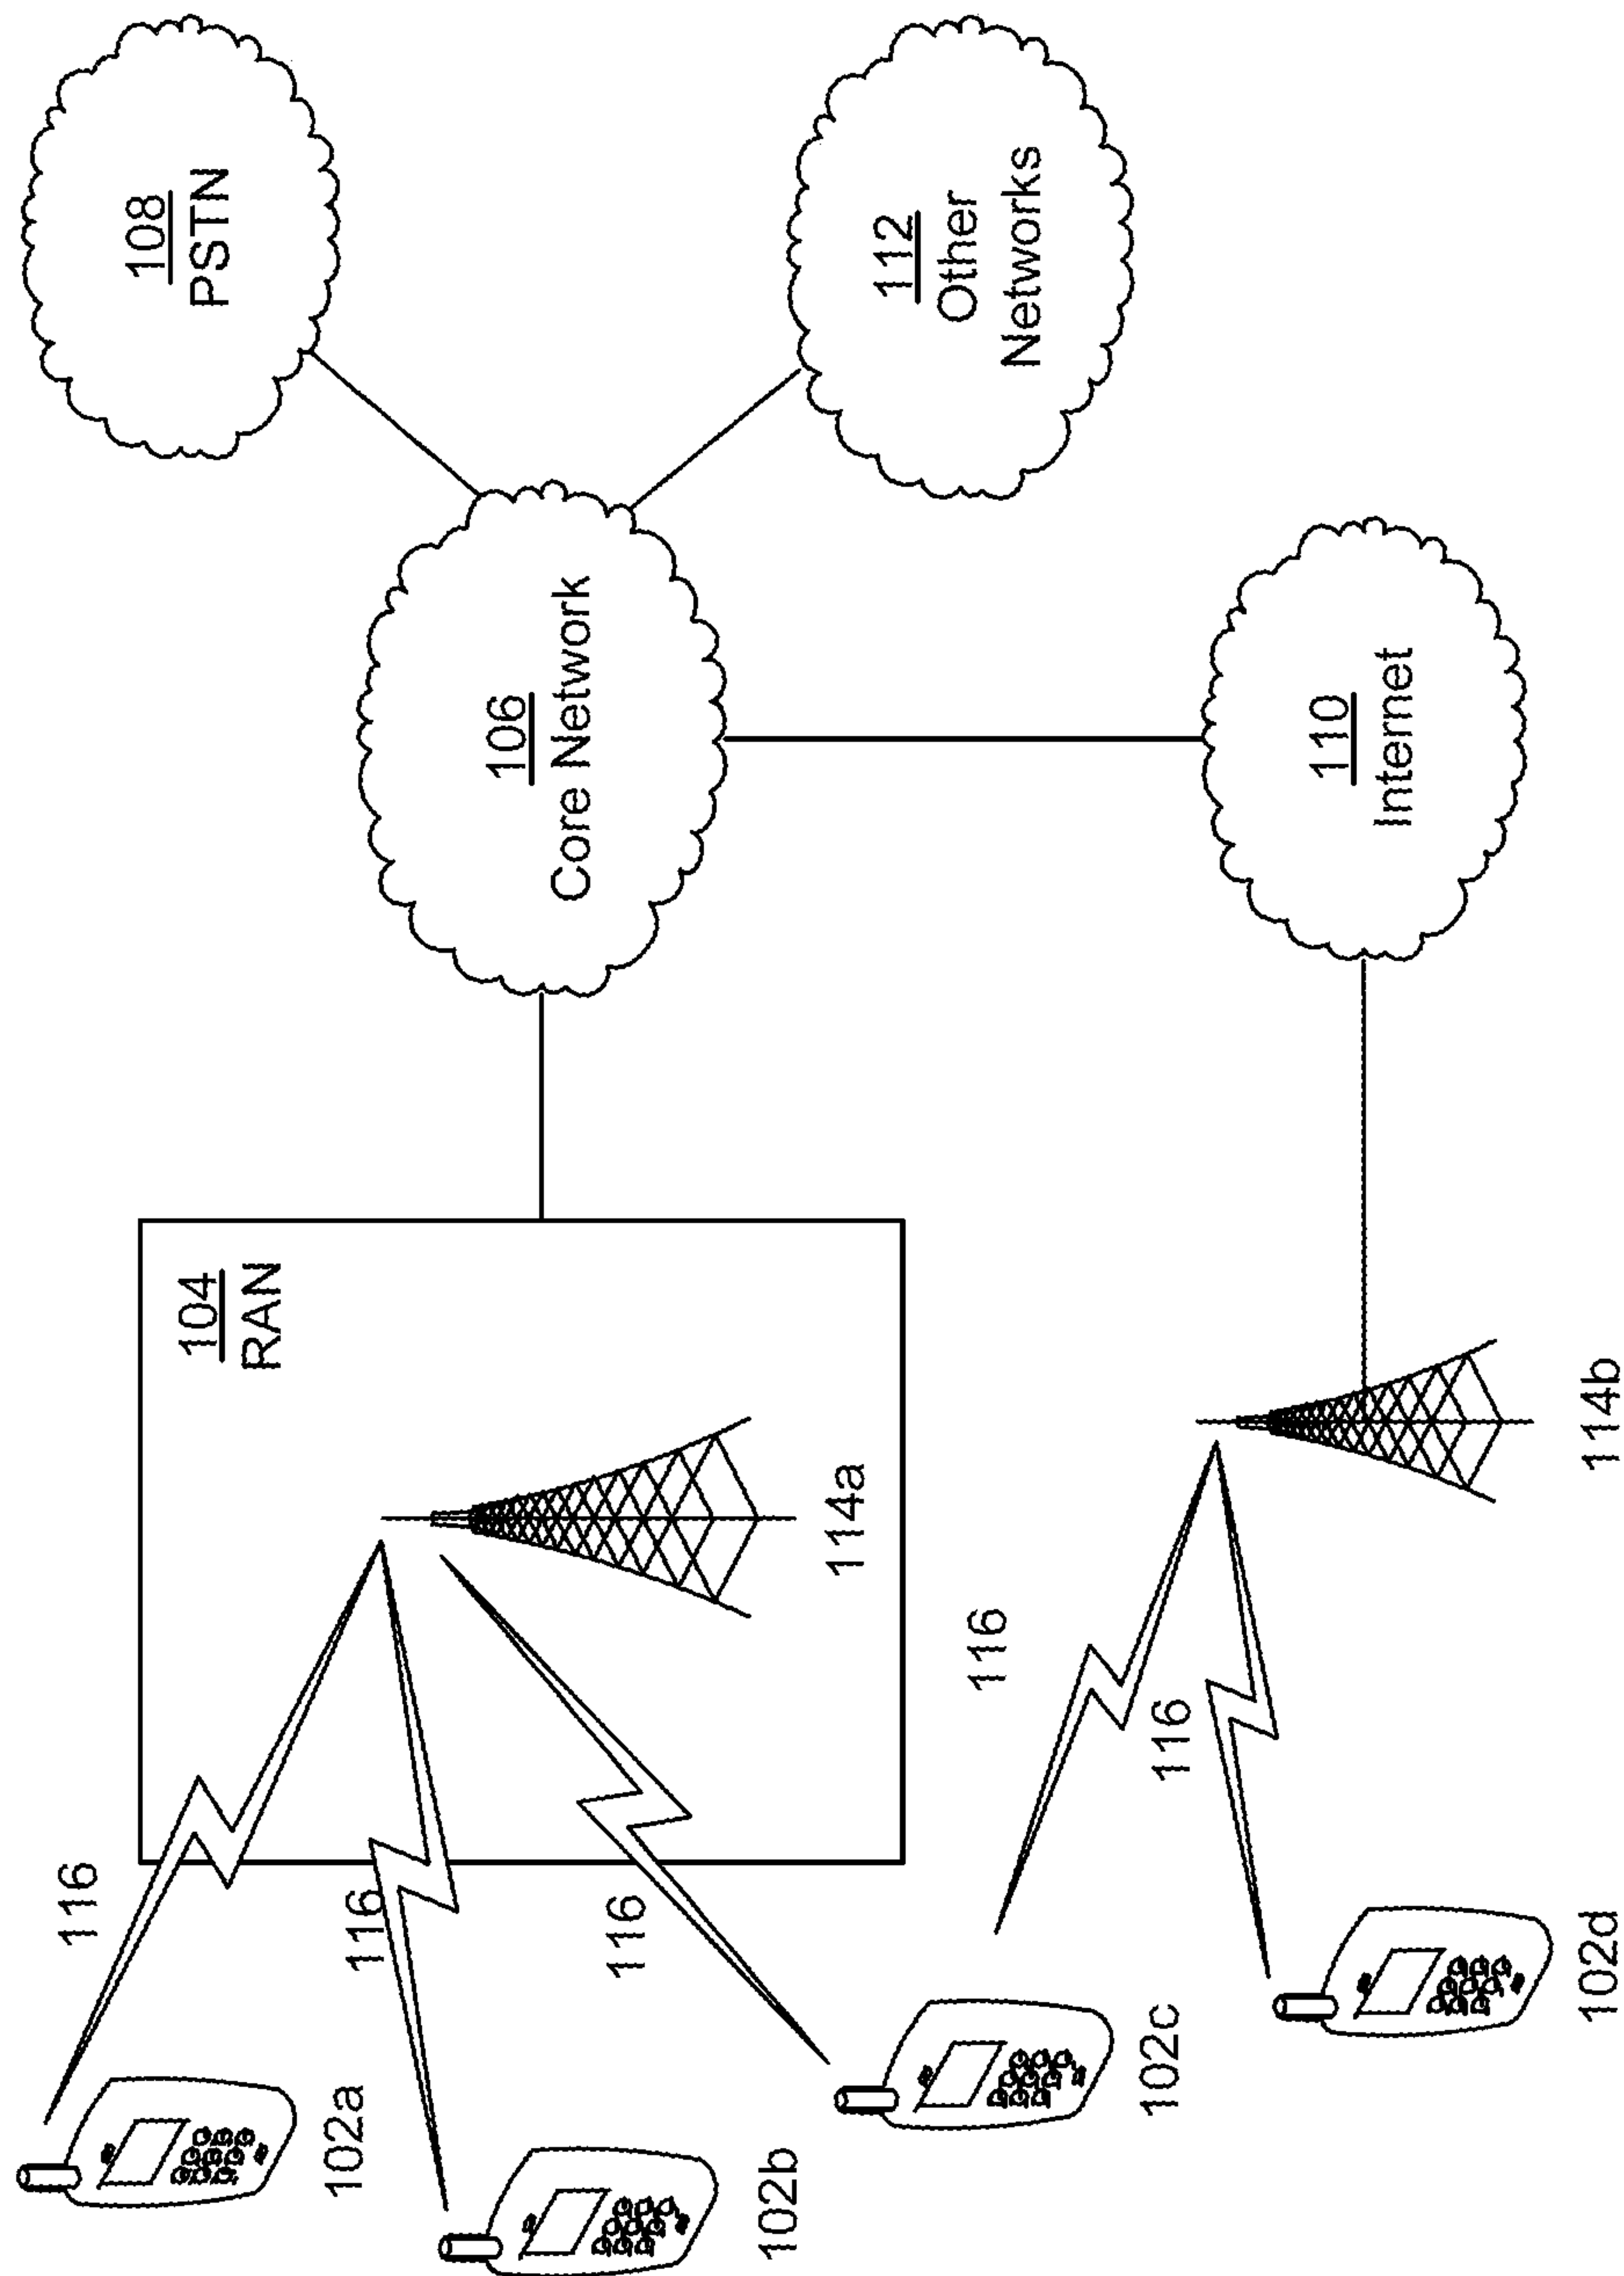 108
PSTN
106
Core Network
112
Other
Networks
104
RAN
116
102a
116
116
114a
102b
110
Internet
116
102c
116
114b
102d